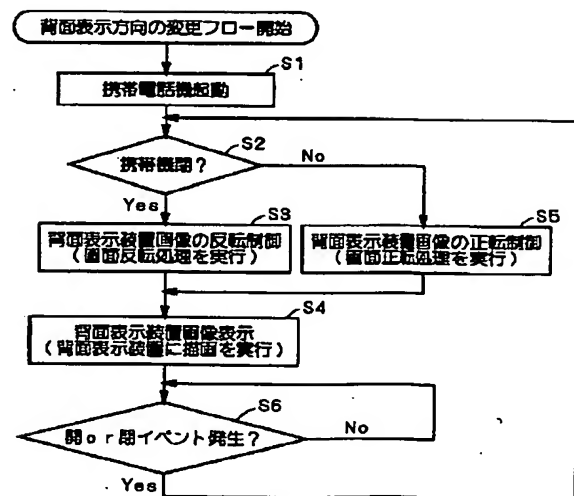 背面表示方向の変更フロー開始
S1
携帯電話機起動
S2
携帯機閉?
No
Yes
S3
背面表示装置画像の反転制御
(画面反転処理を実行)
S5
背面表示装置画像の正転制御
(画面正転処理を実行)
S4
背面表示装置画像表示
(背面表示装置に描画を実行)
S6
開or閉イベント発生?
No
Yes